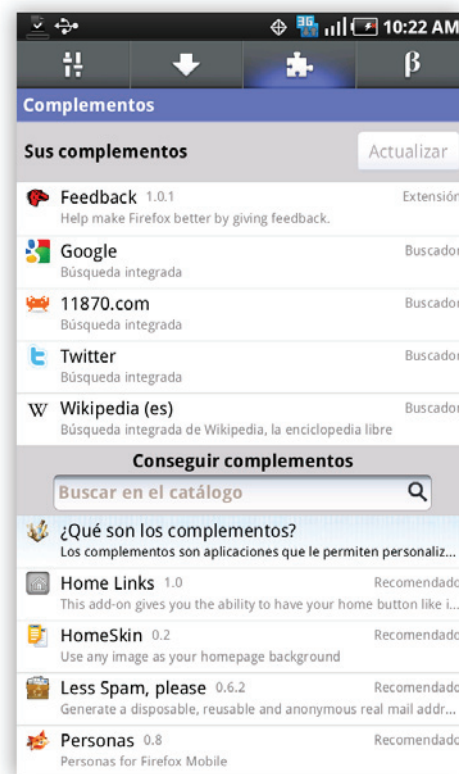 3G 10:22 AM
β
Complementos
Sus complementos Actualizar
Feedback 1.0.1 Extensión
Help make Firefox better by giving feedback.
Google Buscador
Búsqueda integrada
11870.com Buscador
Búsqueda integrada
Twitter Buscador
Búsqueda integrada
W Wikipedia (es) Buscador
Búsqueda integrada de Wikipedia, la enciclopedia libre
Conseguir complementos
Buscar en el catálogo
¿Qué son los complementos?
Los complementos son aplicaciones que le permiten personaliz...
Home Links 1.0 Recomendado
This add-on gives you the ability to have your home button like i...
HomeSkin 0.2 Recomendado
Use any image as your homepage background
Less Spam, please 0.6.2 Recomendado
Generate a disposable, reusable and anonymous real mail addr...
Personas 0.8 Recomendado
Personas for Firefox Mobile